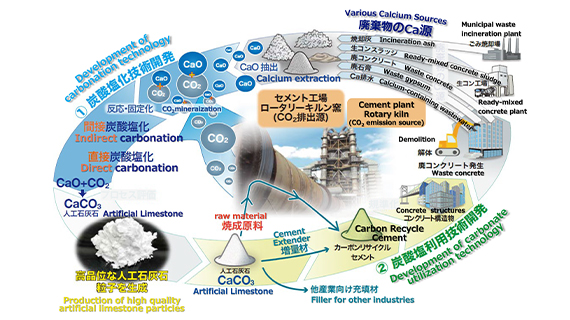 Development of
carbonation technology
① 炭酸塩化技術開発
CaO
CaO
CaO
CaO
CO2
CO2
CO2
反応・固定化
CO2 mineraization
間接炭酸塩化
Indirect carbonation
直接炭酸塩化
Direct carbonation
CaO+CO2
CaCO3
人工石灰石 Artificial Limestone
高品位な人工石灰石
粒子を生成
Production of high quality
artificial limestone particles
CaO 抽出
Calcium extraction
Various Calcium Sources
廃棄物のCa源
焼却灰 Incineration ash
生コンスラッジ Ready-mixed concrete sludge
廃コンクリート Waste concrete
廃石膏 Waste gypsum
Ca排水 Calcium-containing wastewater
Municipal waste
incineration plant
ごみ焼却場
生コン工場
Ready-mixed
concrete plant
Demolition
解体
廃コンクリート発生
Waste concrete
セメント工場
ロータリーキルン窯
(CO2排出源)
Cement plant
Rotary kiln
(CO2 emission source)
raw material
焼成原料
人工石灰石
CaCO3
Artificial Limestone
Cement
Extender
増量材
Carbon Recycle
Cement
カーボンリサイクル
セメント
Concrete structures
コンクリート構造物
他産業向け充填材
Filler for other industries
② 炭酸塩利用技術開発
Development of carbonate
utilization technology